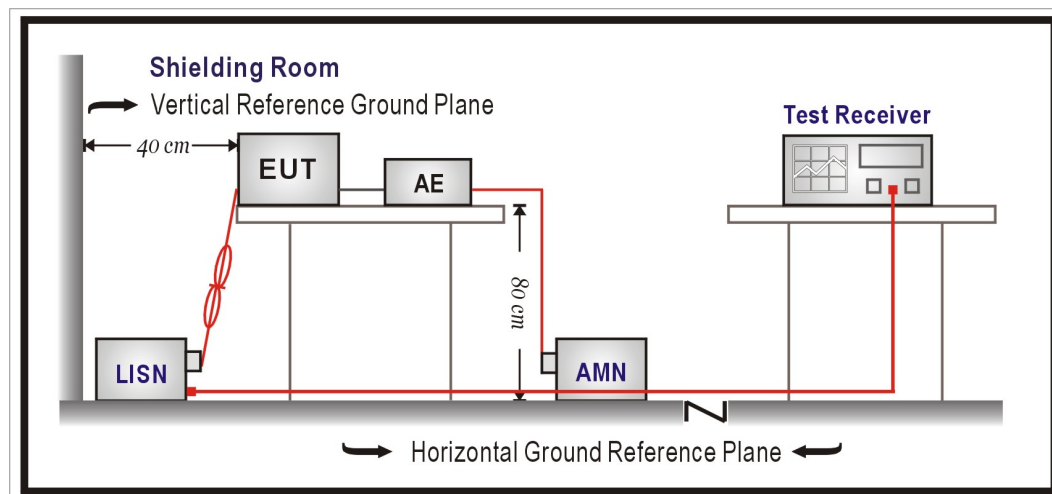 Shielding Room
Vertical Reference Ground Plane
Test Receiver
40 cm
EUT
AE
80 cm
LISN
AMN
Horizontal Ground Reference Plane